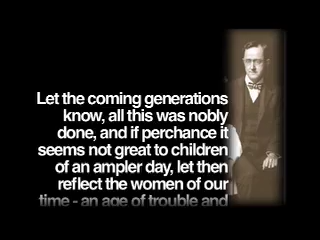 Let the coming generations
know, all this was nobly
done, and if perchance it
seems not great to children
of an ampler day, let then
reflect the women of our
time - an age of trouble and